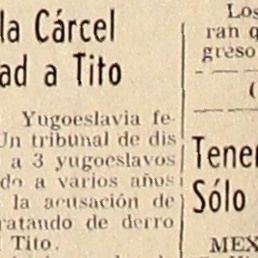 la Cárcel
ad a Tito
Yugoeslavia fe-
Un tribunal de dis
a 3 yugoeslavos
do a varios años
la acusación de
ratando de derro
Tito.
Los
ran q
greso
(
Tener
Sólo
MEX